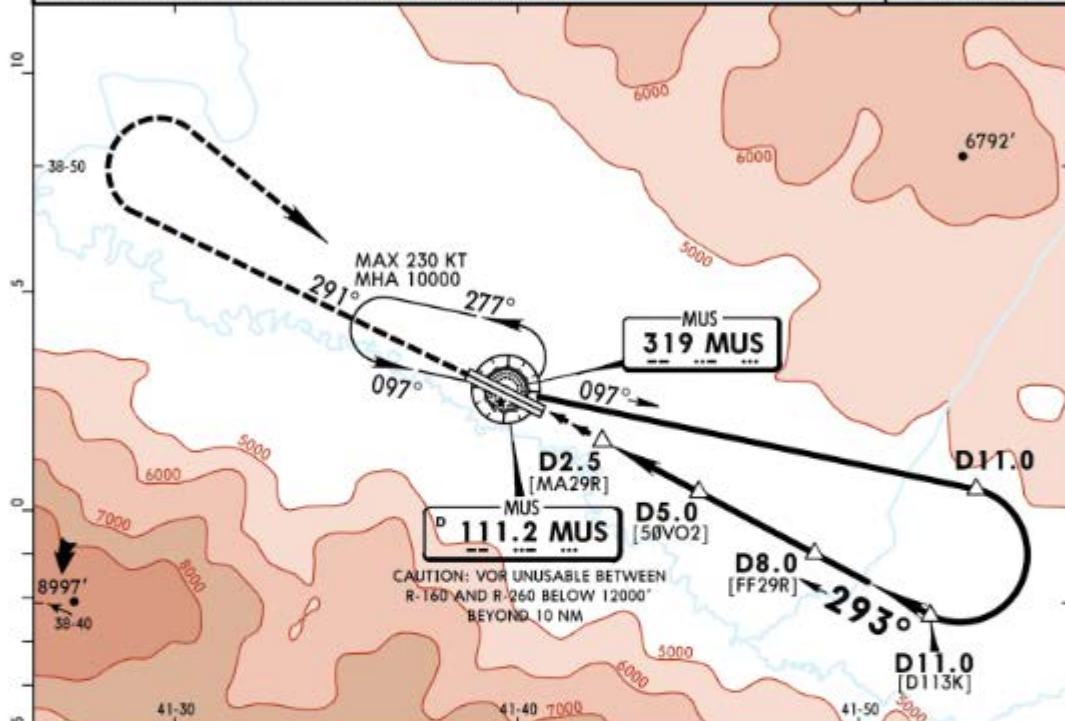 10
6000
6000
6792'
38-50
5000
MAX 230 KT
MHA 10000
291°
277°
5
MUS
319 MUS
097°
097°
D11.0
D2.5
[MA29R]
5000
MUS
D 111.2 MUS
D5.0
[5ØVO2]
6000
0
7000
8000
D8.0
[FF29R]
CAUTION: VOR UNUSABLE BETWEEN
R-160 AND R-260 BELOW 12000'
BEYOND 10 NM
8997'
38-40
293°
D11.0
[D113K]
5000
6000
5000
7000
41-30
41-40
41-50
5